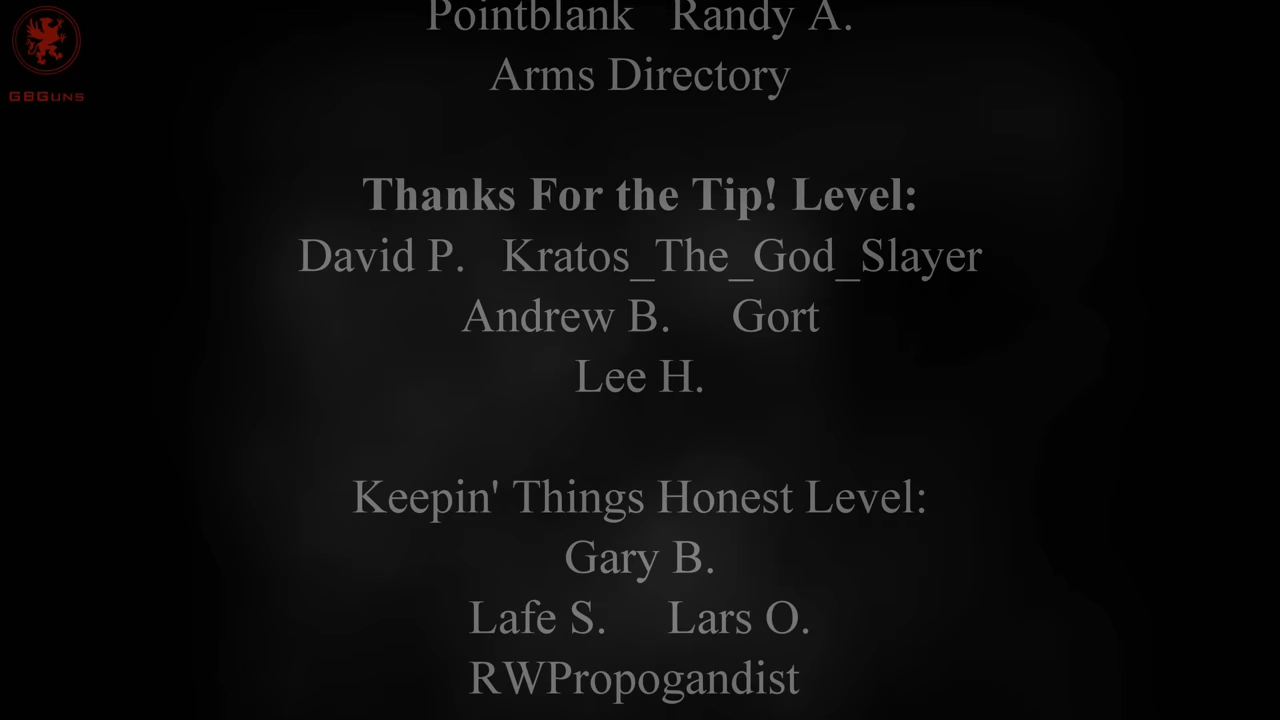 GBGuns
Pointblank Randy A.
Arms Directory
Thanks For the Tip! Level:
David P. Kratos_The_God_Slayer
Andrew B. Gort
Lee H.
Keepin' Things Honest Level:
Gary B.
Lafe S. Lars O.
RWPropogandist